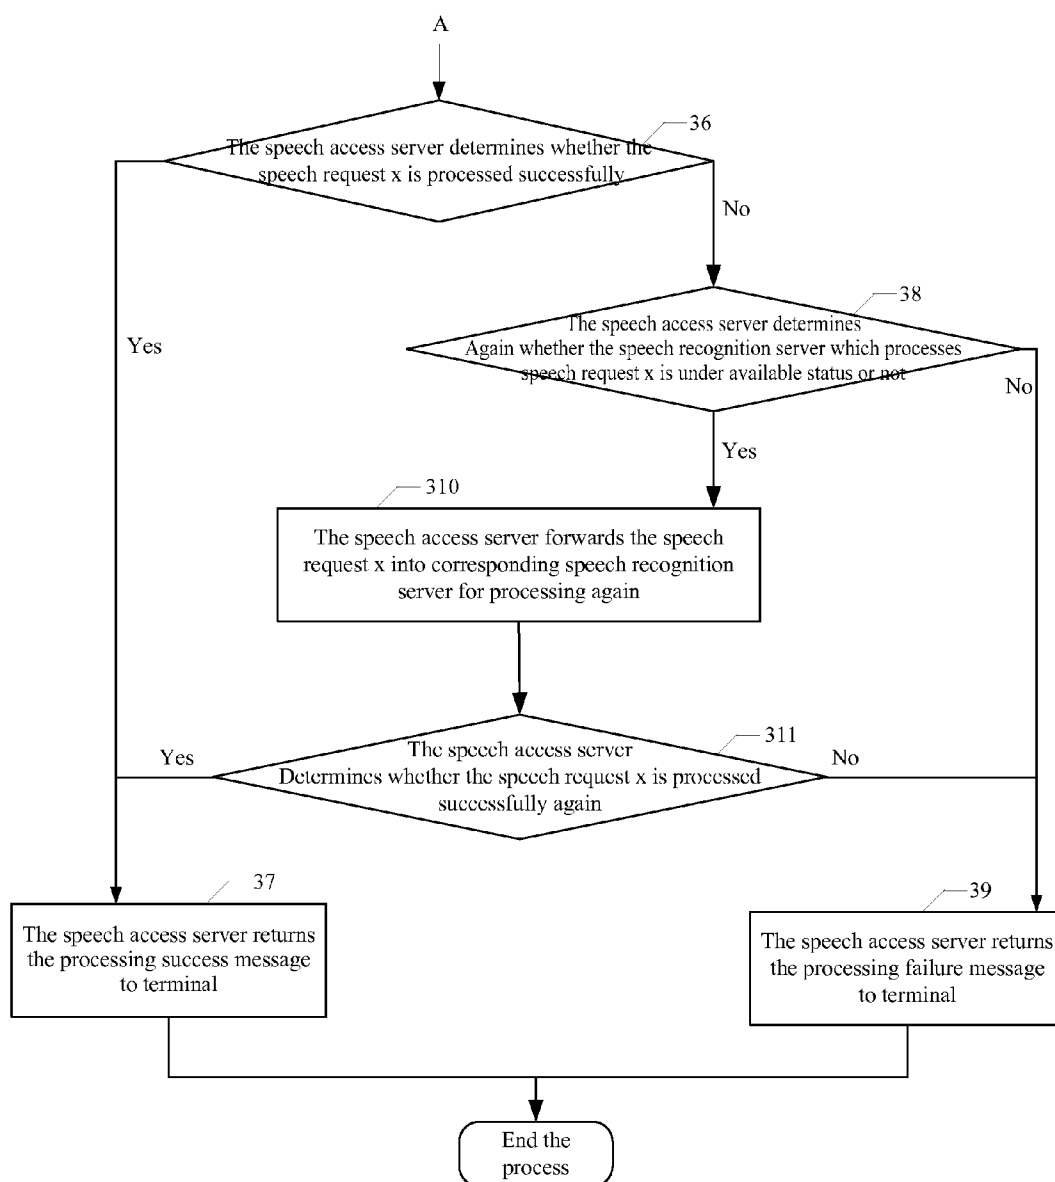 A
36
The speech access server determines whether the
speech request x is processed successfully
No
38
The speech access server determines
Again whether the speech recognition server which processes
speech request x is under available status or not
Yes
No
Yes
310
The speech access server forwards the speech
request x into corresponding speech recognition
server for processing again
311
Yes
The speech access server
Determines whether the speech request x is processed
successfully again
No
37
The speech access server returns
the processing success message
to terminal
39
The speech access server returns
the processing failure message
to terminal
End the
process